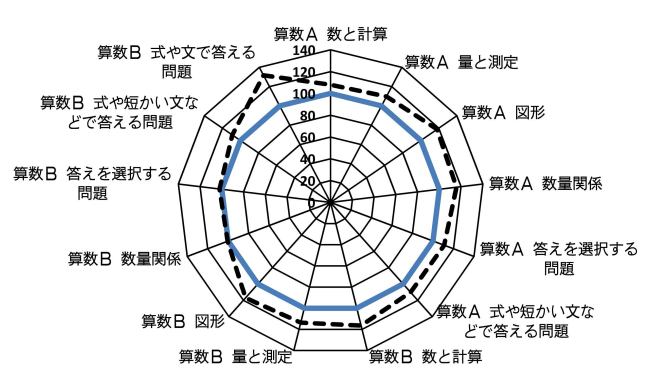 算数A 数と計算
140
120
100
80
60
40
20
0
算数A 量と測定
算数A 図形
算数A 数量関係
算数A 答えを選択する
問題
算数A 式や短かい文な
どで答える問題
算数B 数と計算
算数B 量と測定
算数B 図形
算数B 数量関係
算数B 答えを選択する
問題
算数B 式や短かい文な
どで答える問題
算数B 式や文で答える
問題